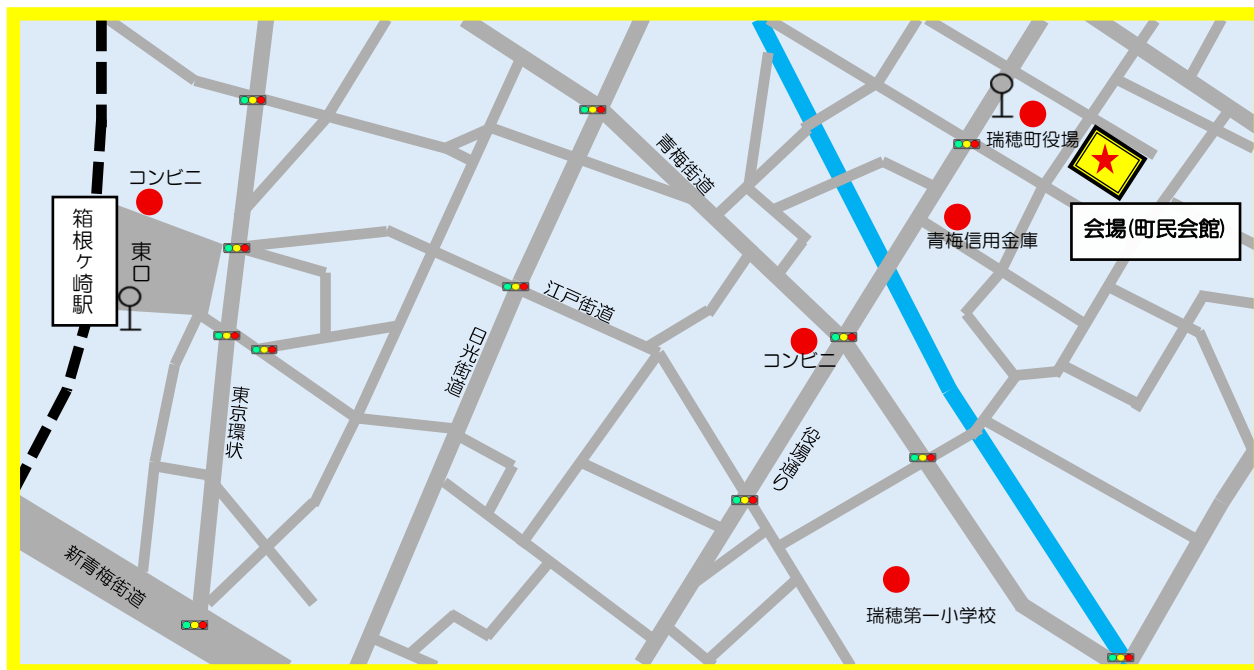 コンビニ
箱根ヶ崎駅
東口
東京環状
新青梅街道
日光街道
江戸街道
青梅街道
コンビニ
役場通り
瑞穂町役場
青梅信用金庫
会場(町民会館)
瑞穂第一小学校